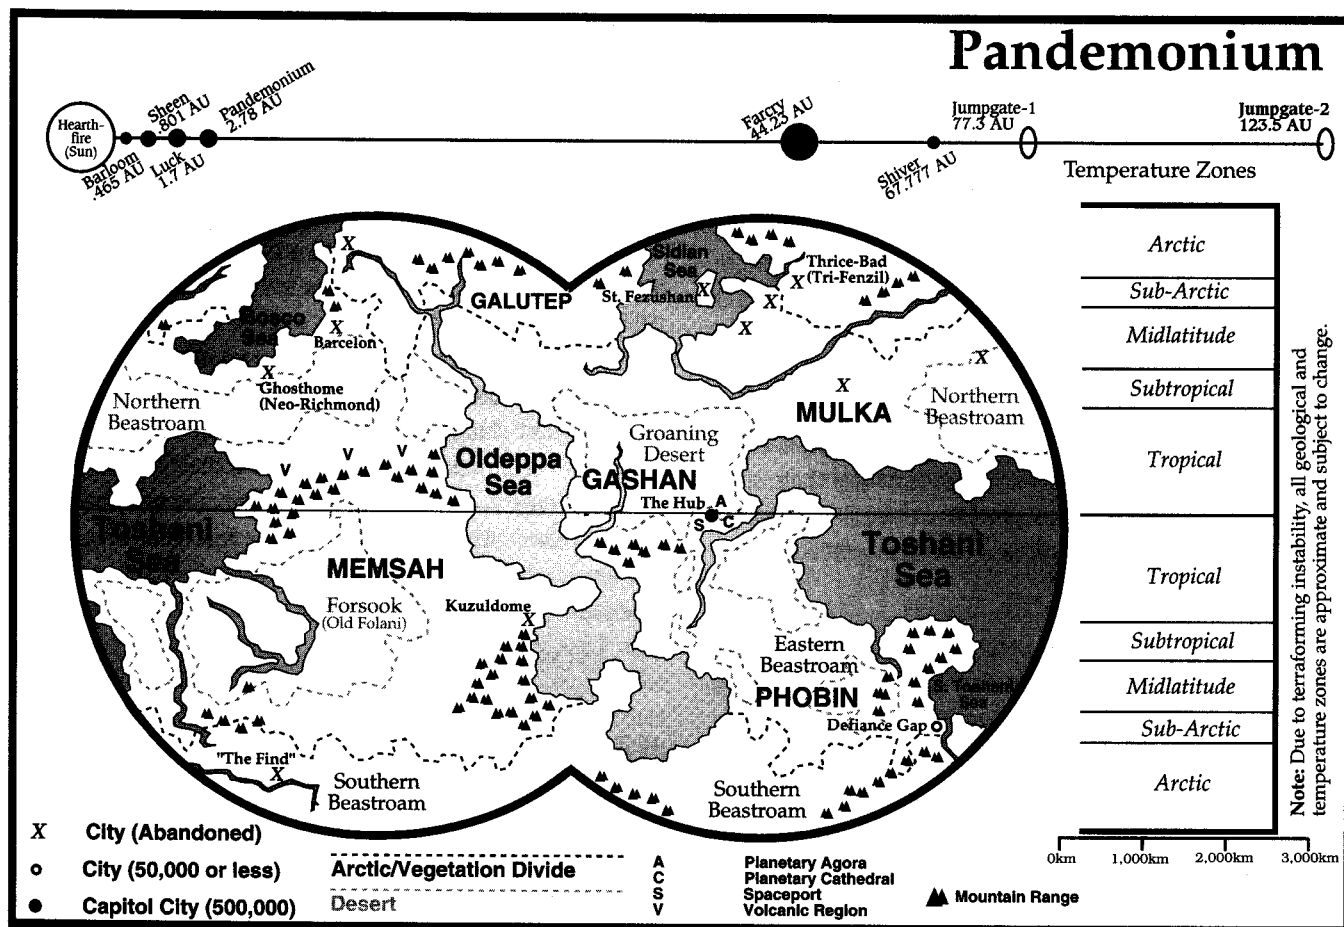 Pandemonium
Hearth-
fire
(Sun)
Barloom
.465 AU
Sheen
.801 AU
Luck
1.7 AU
Pandemonium
2.78 AU
Farcry
44.23 AU
Shiver
67.777 AU
Jumpgate-1
77.3 AU
Jumpgate-2
123.5 AU
Temperature Zones
Arctic
Sub-Arctic
Midlatitude
Subtropical
Tropical
Tropical
Subtropical
Midlatitude
Sub-Arctic
Arctic
Note: Due to terraforming instability, all geological and
temperature zones are approximate and subject to change.
X
X
Bosco
Sea
Barcelon
X
Ghosthome
(Neo-Richmond)
Northern
Beastroam
GALUTEP
Sidian
Sea
St. Fezushan
X
Thrice-Bad
(Tri-Fenzil)
X
X
X
X
X
MULKA
Northern
Beastroam
V
V
V
Oldeppa
Sea
Groaning
Desert
GASHAN
The Hub
A
S
C
Toshani
Sea
Toshani
Sea
MEMSAH
Forsook
(Old Folani)
Kuzuldome
X
Eastern
Beastroam
PHOBIN
S. Toshani
Sea
Defiance Gap
"The Find"
X
Southern
Beastroam
Southern
Beastroam
0km
1,000km
2,000km
3,000km
X City (Abandoned)
City (50,000 or less)
Capitol City (500,000)
Arctic/Vegetation Divide
Desert
A Planetary Agora
C Planetary Cathedral
S Spaceport
V Volcanic Region
Mountain Range